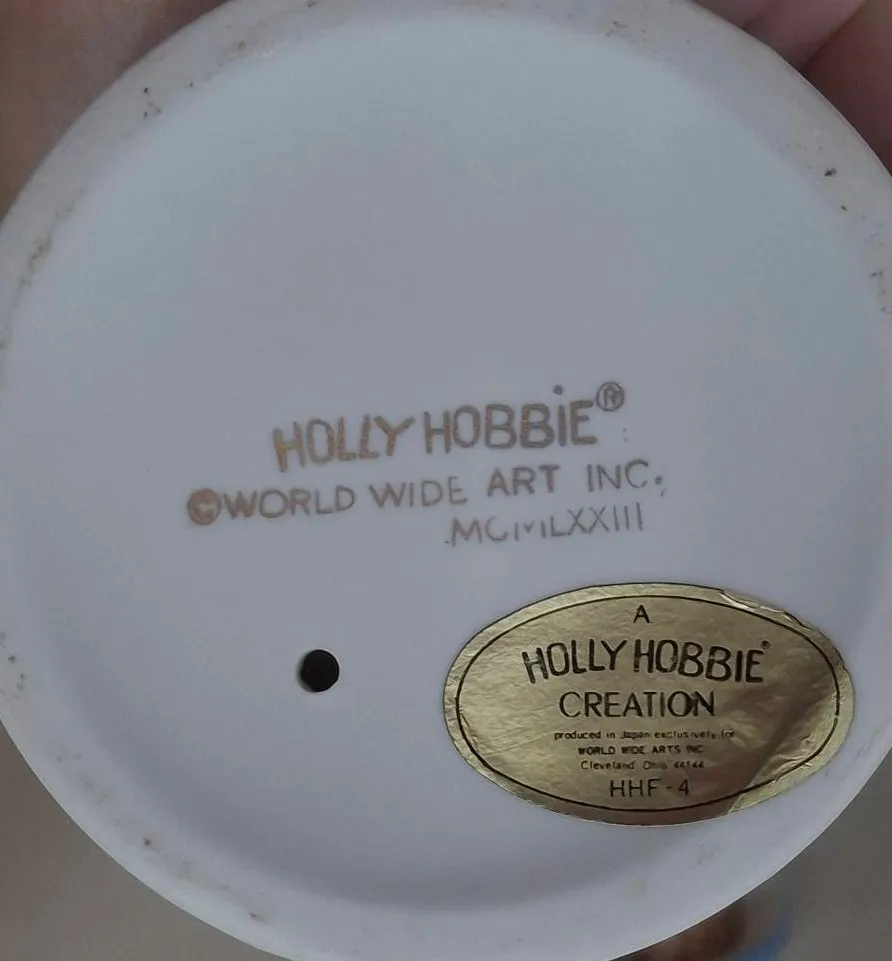 HOLLY HOBBiE®
©WORLD WIDE ART INC.
MCMLXXIII
A
HOLLY HOBBIE®
CREATION
produced in Japan exclusively for
WORLD WIDE ARTS INC
Cleveland Ohio 44144
HHF-4